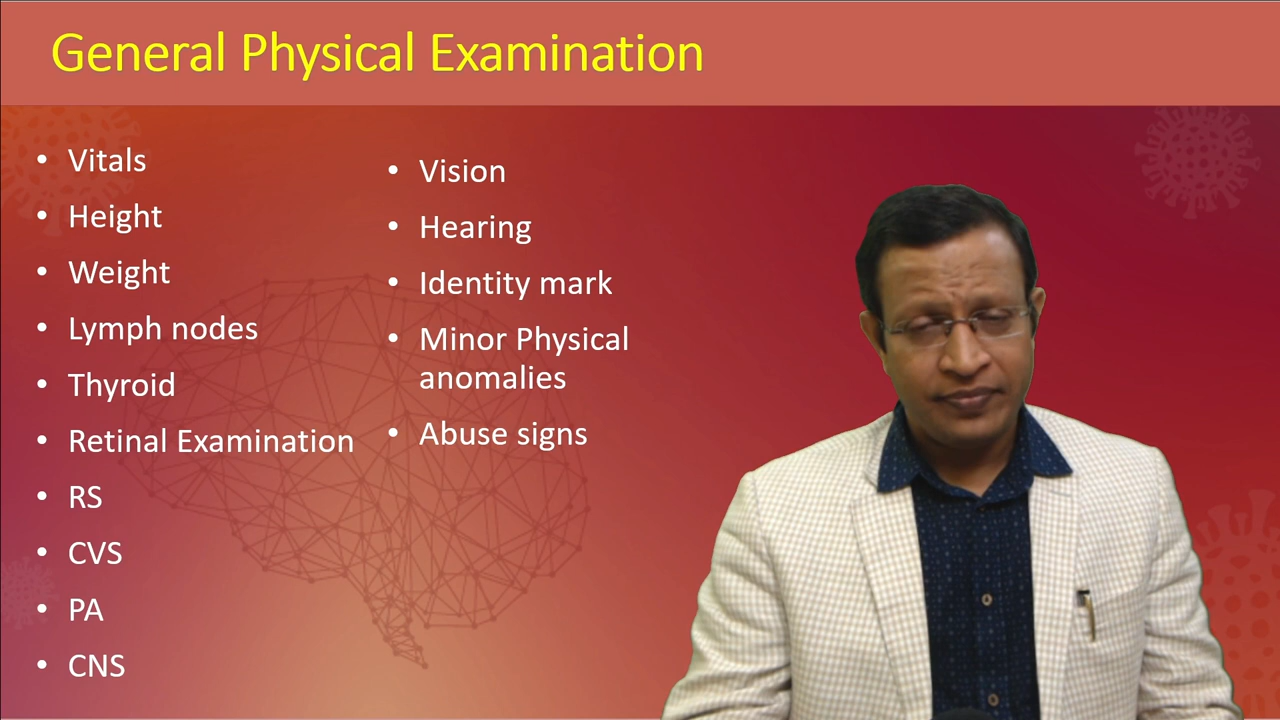 General Physical Examination
• Vitals
• Height
• Weight
• Lymph nodes
• Thyroid
• Retinal Examination
• RS
• CVS
• PA
• CNS
• Vision
• Hearing
• Identity mark
• Minor Physical
anomalies
• Abuse signs